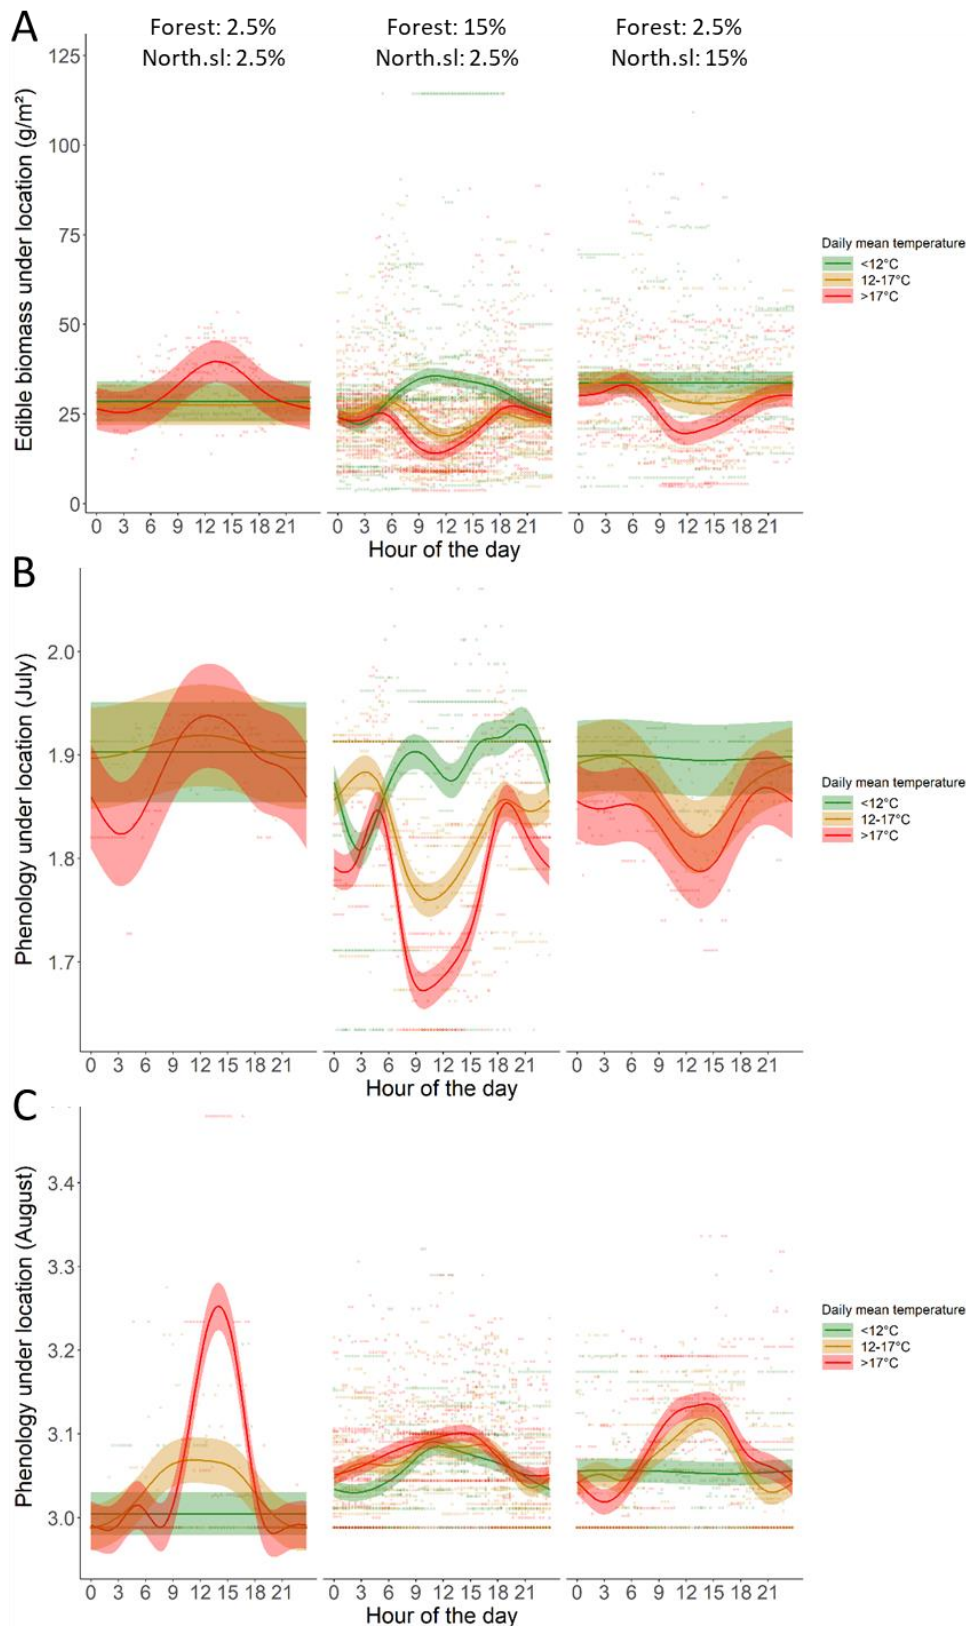 A
Forest: 2.5% Forest: 15% Forest: 2.5%
North.sl: 2.5% North.sl: 2.5% North.sl: 15%
Edible biomass under location (g/m²)
125
100
75
50
25
0
0 3 6 9 12 15 18 21 0 3 6 9 12 15 18 21 0 3 6 9 12 15 18 21
Hour of the day
Daily mean temperature
<12°C
12-17°C
>17°C
B
Phenology under location (July)
2.0
1.9
1.8
1.7
0 3 6 9 12 15 18 21 0 3 6 9 12 15 18 21 0 3 6 9 12 15 18 21
Hour of the day
Daily mean temperature
<12°C
12-17°C
>17°C
C
Phenology under location (August)
3.4
3.3
3.2
3.1
3.0
0 3 6 9 12 15 18 21 0 3 6 9 12 15 18 21 0 3 6 9 12 15 18 21
Hour of the day
Daily mean temperature
<12°C
12-17°C
>17°C